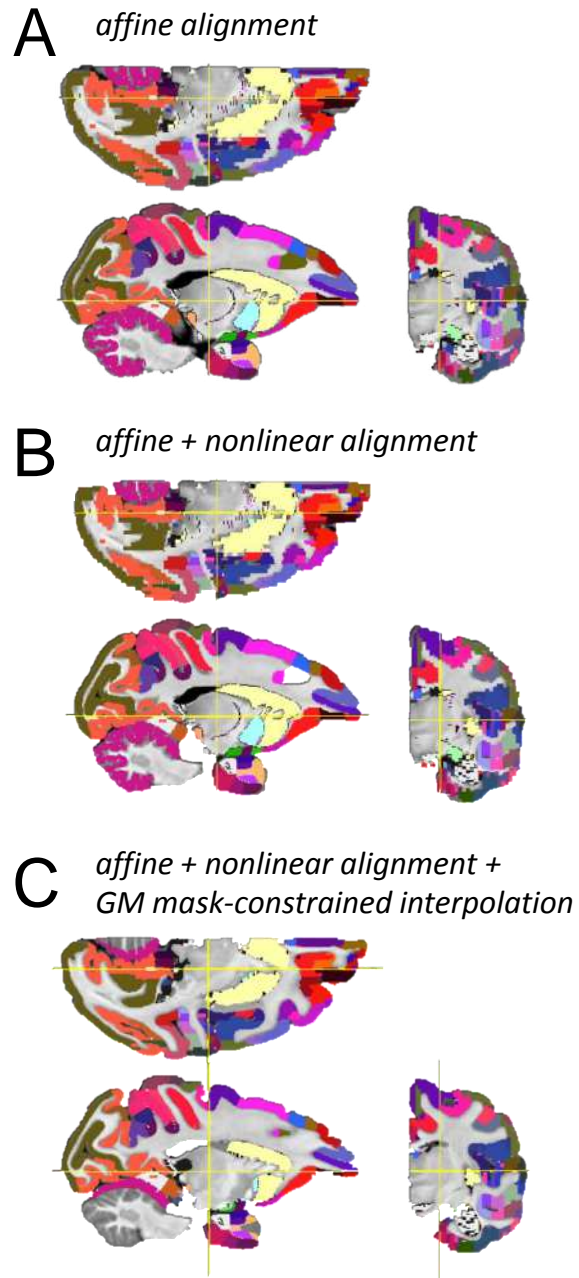 A
affine alignment
B
affine + nonlinear alignment
C
affine + nonlinear alignment +
GM mask-constrained interpolation